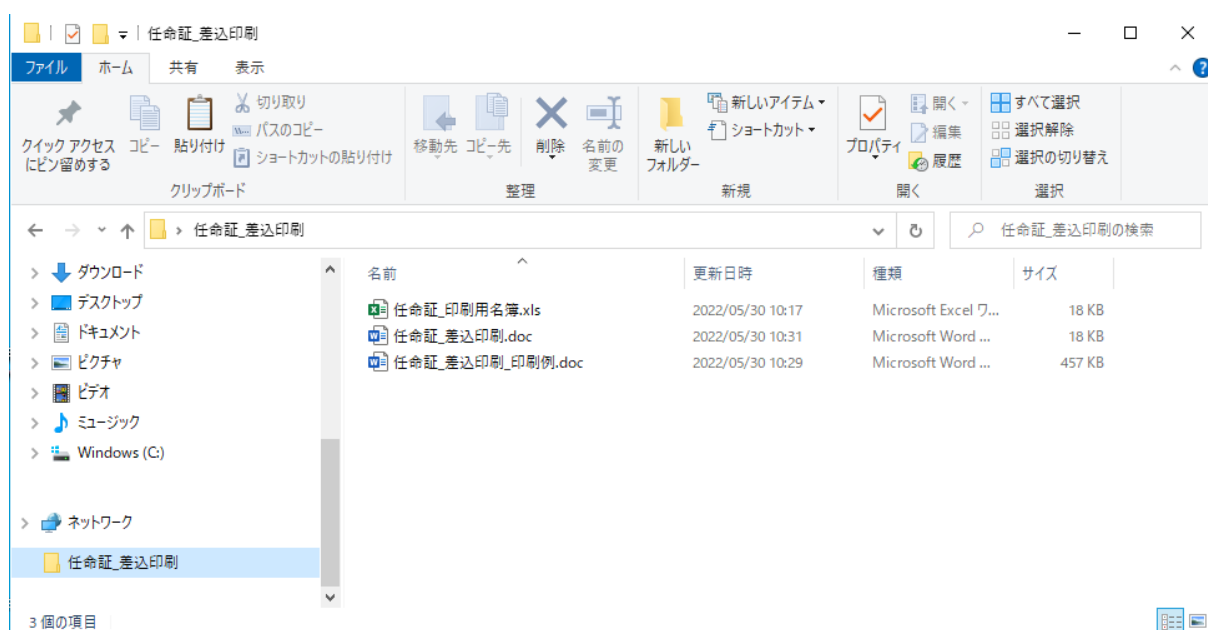 任命証_差込印刷
ファイル ホーム 共有 表示
クイック アクセスにピン留めする
コピー
貼り付け
切り取り
パスのコピー
ショートカットの貼り付け
クリップボード
移動先
コピー先
削除
名前の変更
整理
新しいフォルダー
新しいアイテム
ショートカット
新規
プロパティ
開く
編集
履歴
開く
すべて選択
選択解除
選択の切り替え
選択
任命証_差込印刷
任命証_差込印刷の検索
ダウンロード
デスクトップ
ドキュメント
ピクチャ
ビデオ
ミュージック
Windows (C:)
ネットワーク
任命証_差込印刷
名前 更新日時 種類 サイズ
任命証_印刷用名簿.xls 2022/05/30 10:17 Microsoft Excel ワ... 18 KB
任命証_差込印刷.doc 2022/05/30 10:31 Microsoft Word ... 18 KB
任命証_差込印刷_印刷例.doc 2022/05/30 10:29 Microsoft Word ... 457 KB
3 個の項目